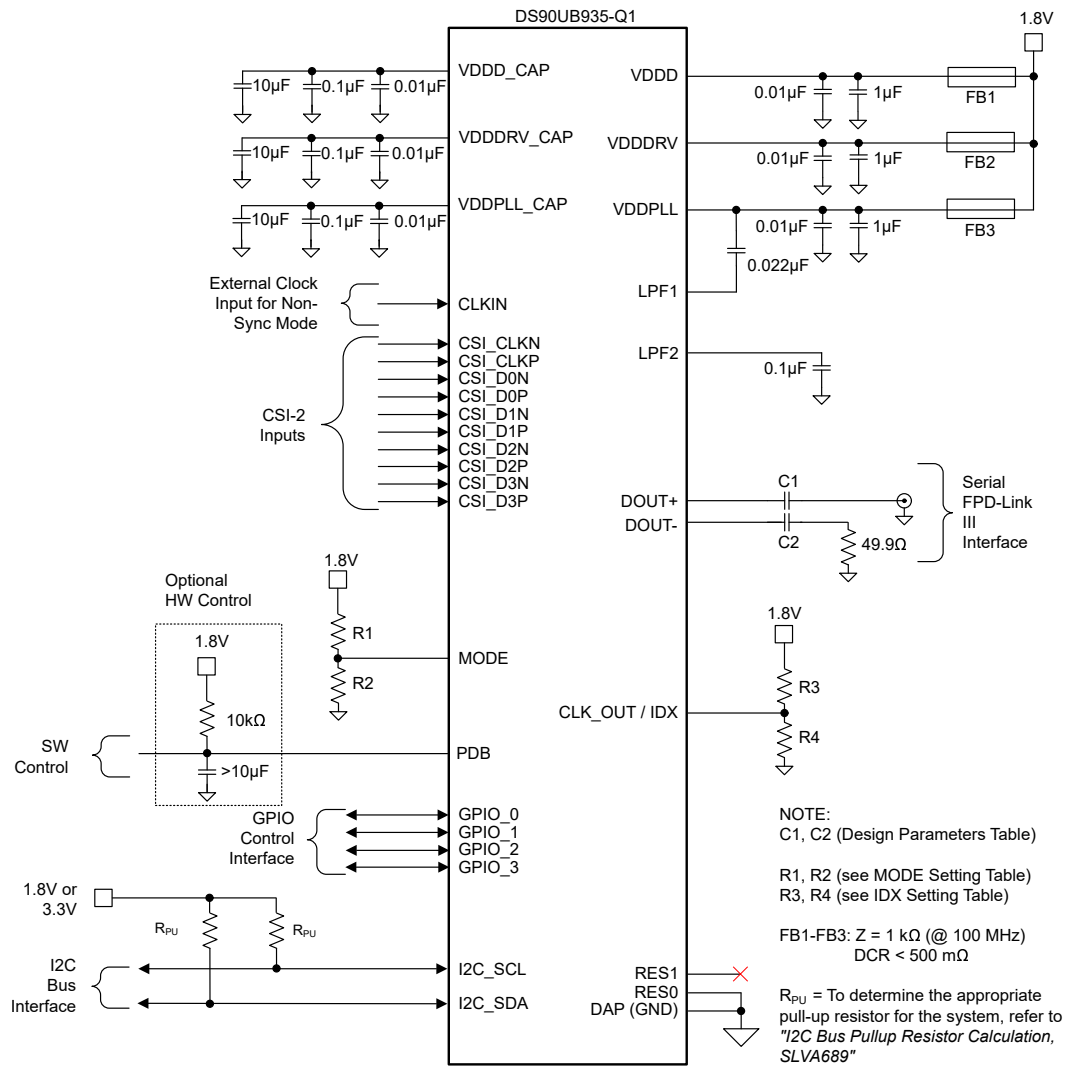 DS90UB935-Q1
1.8V
VDDD_CAP
10µF
0.1µF
0.01µF
VDDDRV_CAP
10µF
0.1µF
0.01µF
VDDPLL_CAP
10µF
0.1µF
0.01µF
External Clock
Input for Non-
Sync Mode
CLKIN
CSI-2
Inputs
CSI_CLKN
CSI_CLKP
CSI_D0N
CSI_D0P
CSI_D1N
CSI_D1P
CSI_D2N
CSI_D2P
CSI_D3N
CSI_D3P
1.8V
R1
R2
MODE
Optional
HW Control
1.8V
10kΩ
>10µF
SW
Control
PDB
GPIO
Control
Interface
GPIO_0
GPIO_1
GPIO_2
GPIO_3
1.8V or
3.3V
RPU
RPU
I2C
Bus
Interface
I2C_SCL
I2C_SDA
VDDD
0.01µF
1µF
FB1
VDDDRV
0.01µF
1µF
FB2
VDDPLL
0.01µF
1µF
FB3
0.022µF
LPF1
LPF2
0.1µF
DOUT+
DOUT-
C1
C2
49.9Ω
Serial
FPD-Link
III
Interface
1.8V
R3
R4
CLK_OUT / IDX
RES1
RES0
DAP (GND)
NOTE:
C1, C2 (Design Parameters Table)
R1, R2 (see MODE Setting Table)
R3, R4 (see IDX Setting Table)
FB1-FB3: Z = 1 kΩ (@ 100 MHz)
DCR < 500 mΩ
RPU = To determine the appropriate
pull-up resistor for the system, refer to
"I2C Bus Pullup Resistor Calculation,
SLVA689"